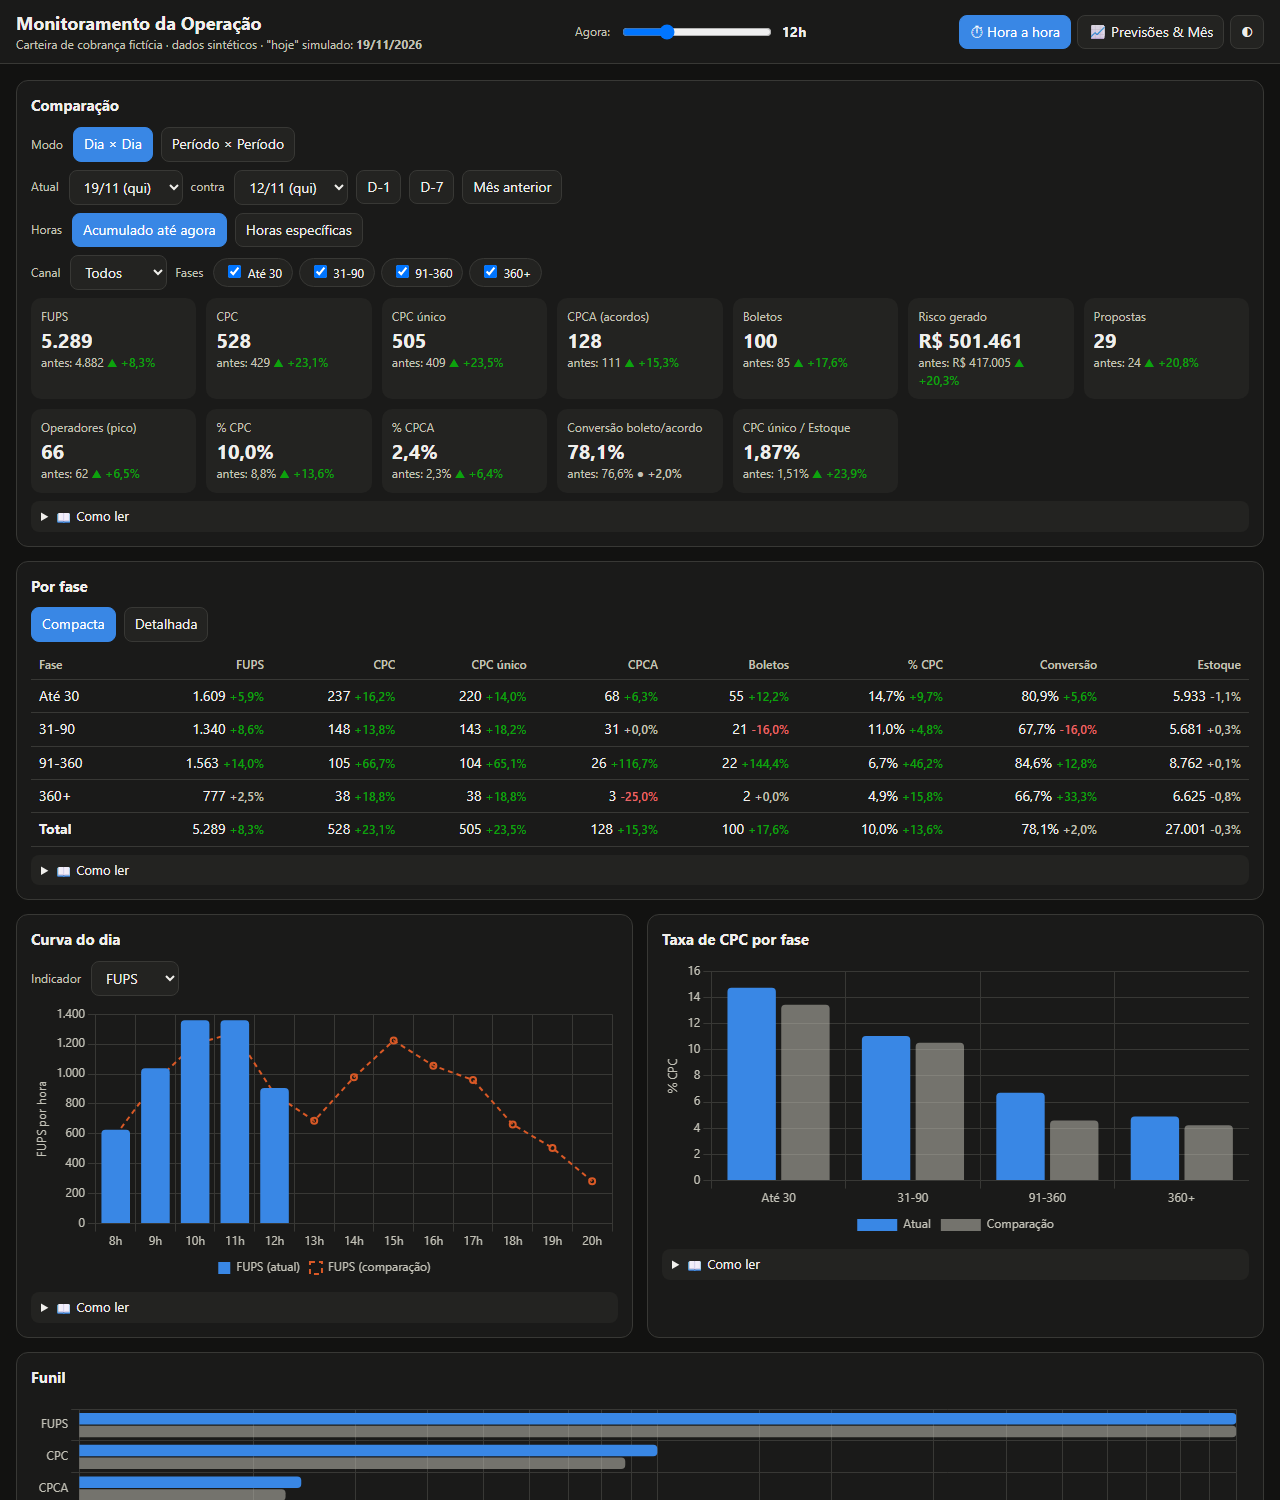 Monitoramento da Operação
Carteira de cobrança fictícia · dados sintéticos · "hoje" simulado: 19/11/2026
Agora: 12h
⏱ Hora a hora
📈 Previsões & Mês
Comparação
Modo Dia × Dia Período × Período
Atual 19/11 (qui) contra 12/11 (qui) D-1 D-7 Mês anterior
Horas Acumulado até agora Horas específicas
Canal Todos Fases Até 30 31-90 91-360 360+
FUPS
5.289
antes: 4.882 ▲ +8,3%
CPC
528
antes: 429 ▲ +23,1%
CPC único
505
antes: 409 ▲ +23,5%
CPCA (acordos)
128
antes: 111 ▲ +15,3%
Boletos
100
antes: 85 ▲ +17,6%
Risco gerado
R$ 501.461
antes: R$ 417.005 ▲
+20,3%
Propostas
29
antes: 24 ▲ +20,8%
Operadores (pico)
66
antes: 62 ▲ +6,5%
% CPC
10,0%
antes: 8,8% ▲ +13,6%
% CPCA
2,4%
antes: 2,3% ▲ +6,4%
Conversão boleto/acordo
78,1%
antes: 76,6% ● +2,0%
CPC único / Estoque
1,87%
antes: 1,51% ▲ +23,9%
▶ 📖 Como ler
Por fase
Compacta Detalhada
Fase FUPS CPC CPC único CPCA Boletos % CPC Conversão Estoque
Até 30 1.609 +5,9% 237 +16,2% 220 +14,0% 68 +6,3% 55 +12,2% 14,7% +9,7% 80,9% +5,6% 5.933 -1,1%
31-90 1.340 +8,6% 148 +13,8% 143 +18,2% 31 +0,0% 21 -16,0% 11,0% +4,8% 67,7% -16,0% 5.681 +0,3%
91-360 1.563 +14,0% 105 +66,7% 104 +65,1% 26 +116,7% 22 +144,4% 6,7% +46,2% 84,6% +12,8% 8.762 +0,1%
360+ 777 +2,5% 38 +18,8% 38 +18,8% 3 -25,0% 2 +0,0% 4,9% +15,8% 66,7% +33,3% 6.625 -0,8%
Total 5.289 +8,3% 528 +23,1% 505 +23,5% 128 +15,3% 100 +17,6% 10,0% +13,6% 78,1% +2,0% 27.001 -0,3%
▶ 📖 Como ler
Curva do dia
Indicador FUPS
FUPS por hora
1.400
1.200
1.000
800
600
400
200
0
8h 9h 10h 11h 12h 13h 14h 15h 16h 17h 18h 19h 20h
FUPS (atual) FUPS (comparação)
▶ 📖 Como ler
Taxa de CPC por fase
% CPC
16
14
12
10
8
6
4
2
0
Até 30 31-90 91-360 360+
Atual Comparação
▶ 📖 Como ler
Funil
FUPS
CPC
CPCA